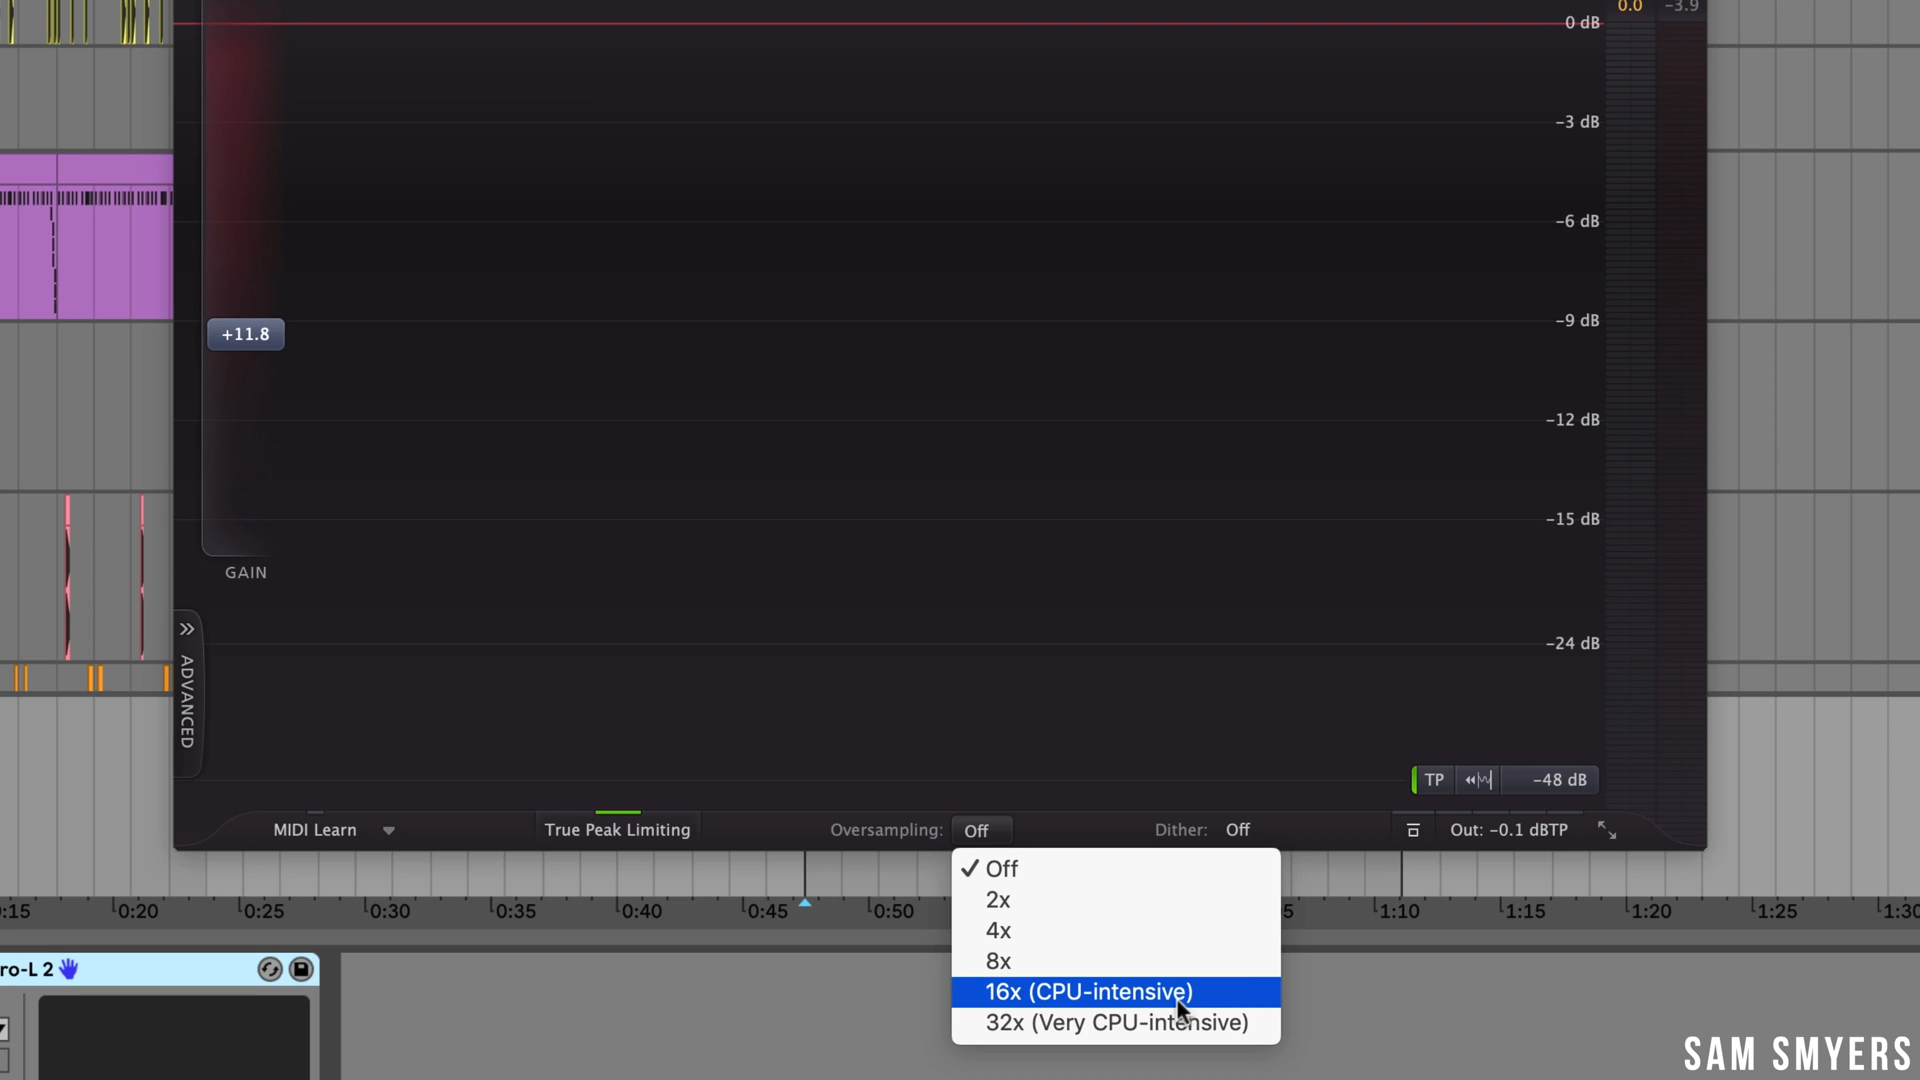 0.0 -3.9
0 dB
-3 dB
-6 dB
-9 dB
+11.8
-12 dB
-15 dB
GAIN
-24 dB
ADVANCED
TP -48 dB
MIDI Learn True Peak Limiting Oversampling: Off Dither: Off Out: -0.1 dBTP
Off
2x
4x
8x
16x (CPU-intensive)
32x (Very CPU-intensive)
:15 0:20 0:25 0:30 0:35 0:40 0:45 0:50 5 1:10 1:15 1:20 1:25 1:30
ro-L 2
SAM SMYERS